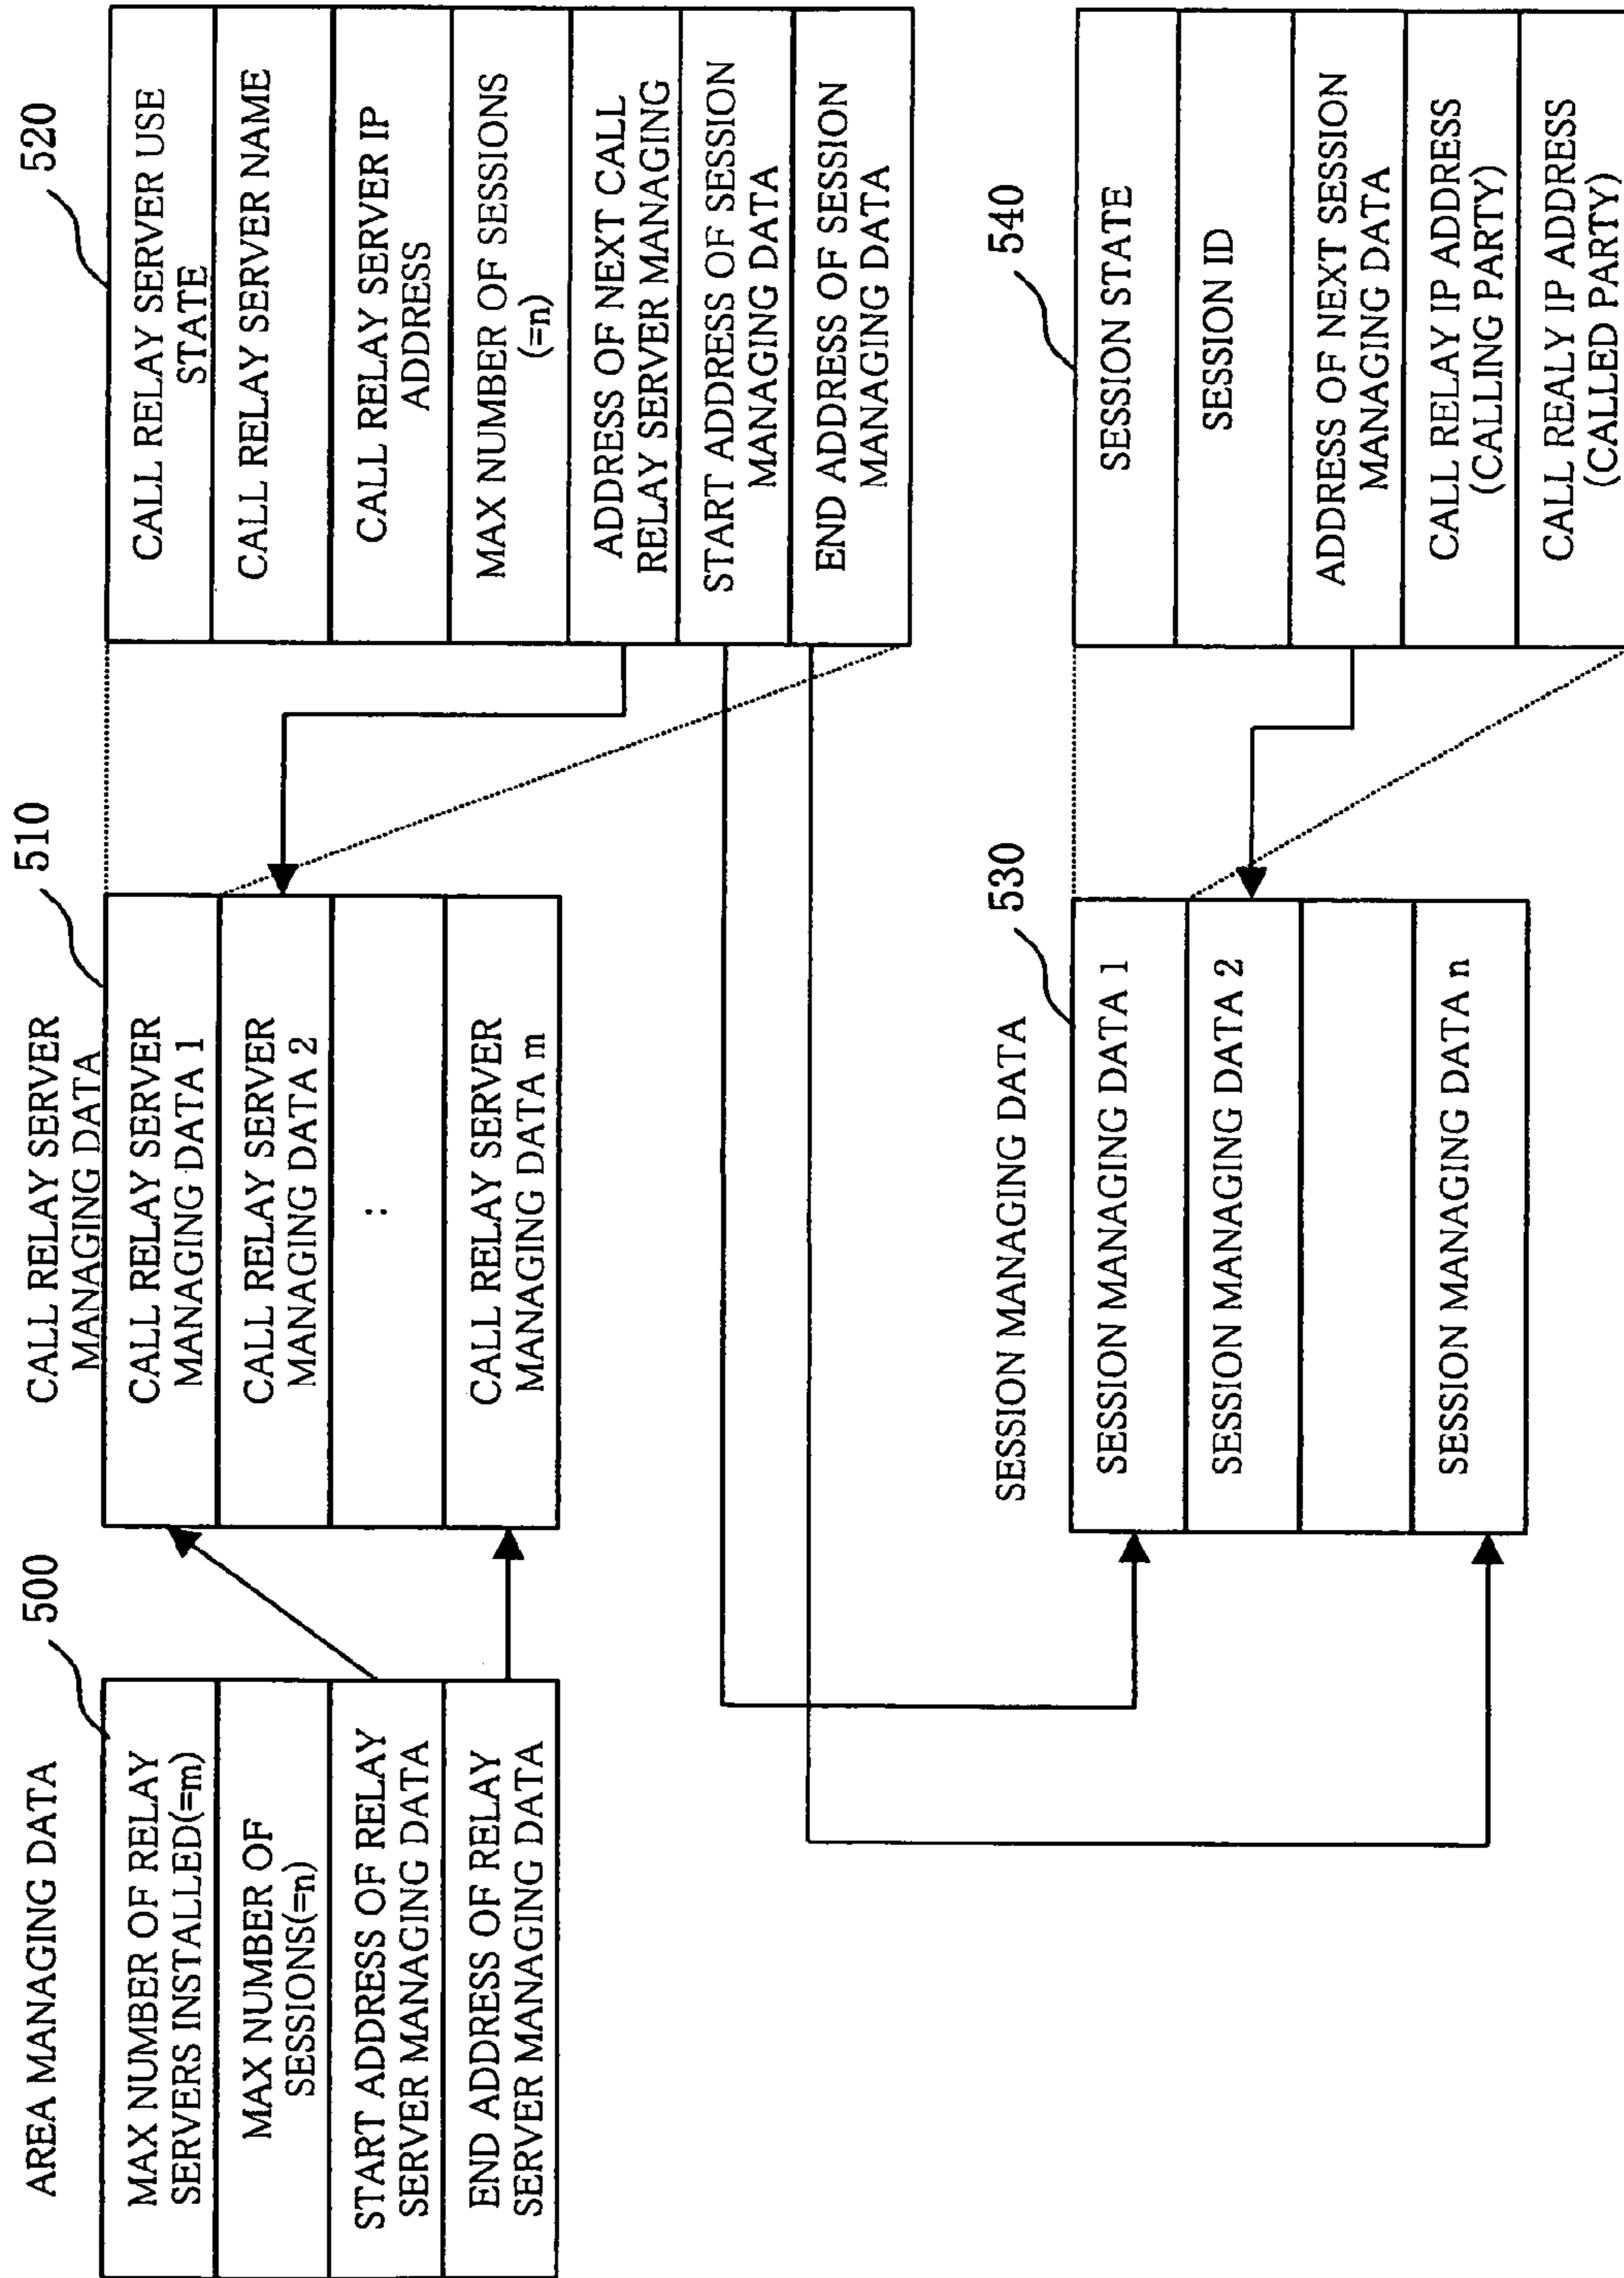 AREA MANAGING DATA
500
MAX NUMBER OF RELAY
SERVERS INSTALLED(=m)
MAX NUMBER OF
SESSIONS(=n)
START ADDRESS OF RELAY
SERVER MANAGING DATA
END ADDRESS OF RELAY
SERVER MANAGING DATA
CALL RELAY SERVER
MANAGING DATA
510
CALL RELAY SERVER
MANAGING DATA 1
CALL RELAY SERVER
MANAGING DATA 2
:
CALL RELAY SERVER
MANAGING DATA m
520
CALL RELAY SERVER USE
STATE
CALL RELAY SERVER NAME
CALL RELAY SERVER IP
ADDRESS
MAX NUMBER OF SESSIONS
(=n)
ADDRESS OF NEXT CALL
RELAY SERVER MANAGING
START ADDRESS OF SESSION
MANAGING DATA
END ADDRESS OF SESSION
MANAGING DATA
SESSION MANAGING DATA
530
SESSION MANAGING DATA 1
SESSION MANAGING DATA 2
SESSION MANAGING DATA n
540
SESSION STATE
SESSION ID
ADDRESS OF NEXT SESSION
MANAGING DATA
CALL RELAY IP ADDRESS
(CALLING PARTY)
CALL REALY IP ADDRESS
(CALLED PARTY)